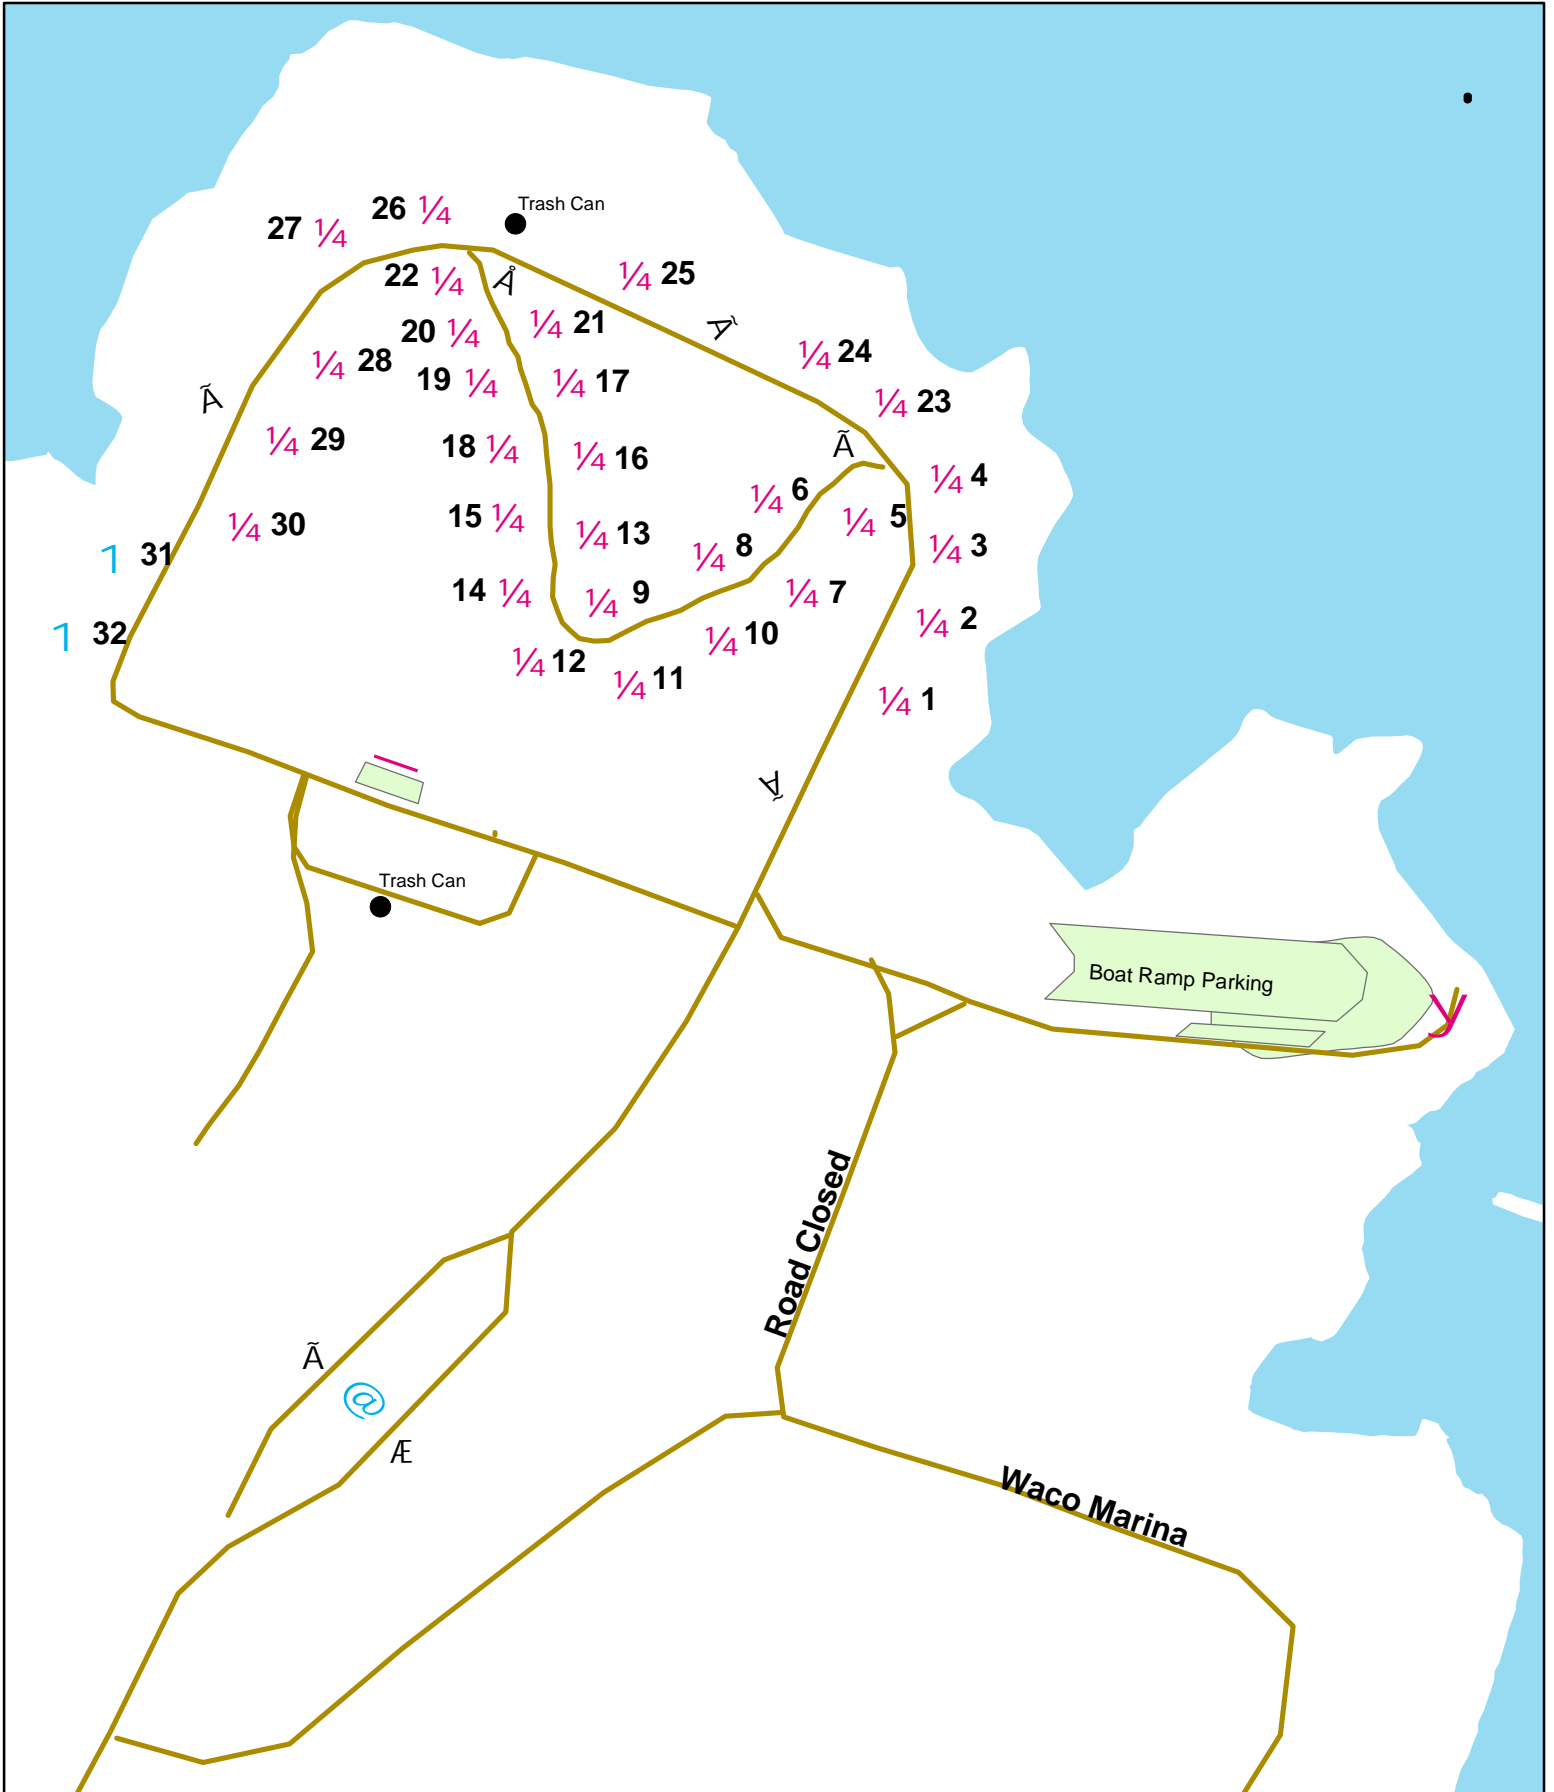 Trash Can
26 ¼
27 ¼
22 ¼
Å
¼ 25
20 ¼
¼ 21
Ã
¼ 28
19 ¼
¼ 17
¼ 24
Ã
¼ 23
¼ 29
18 ¼
¼ 16
Ã
¼ 4
¼ 30
15 ¼
¼ 13
¼ 6
¼ 5
1 31
¼ 8
¼ 3
14 ¼
¼ 9
¼ 7
1 32
¼ 12
¼ 11
¼ 10
¼ 2
¼ 1
Ã
Trash Can
Boat Ramp Parking
y
Road Closed
Ã
@
Æ
Waco Marina